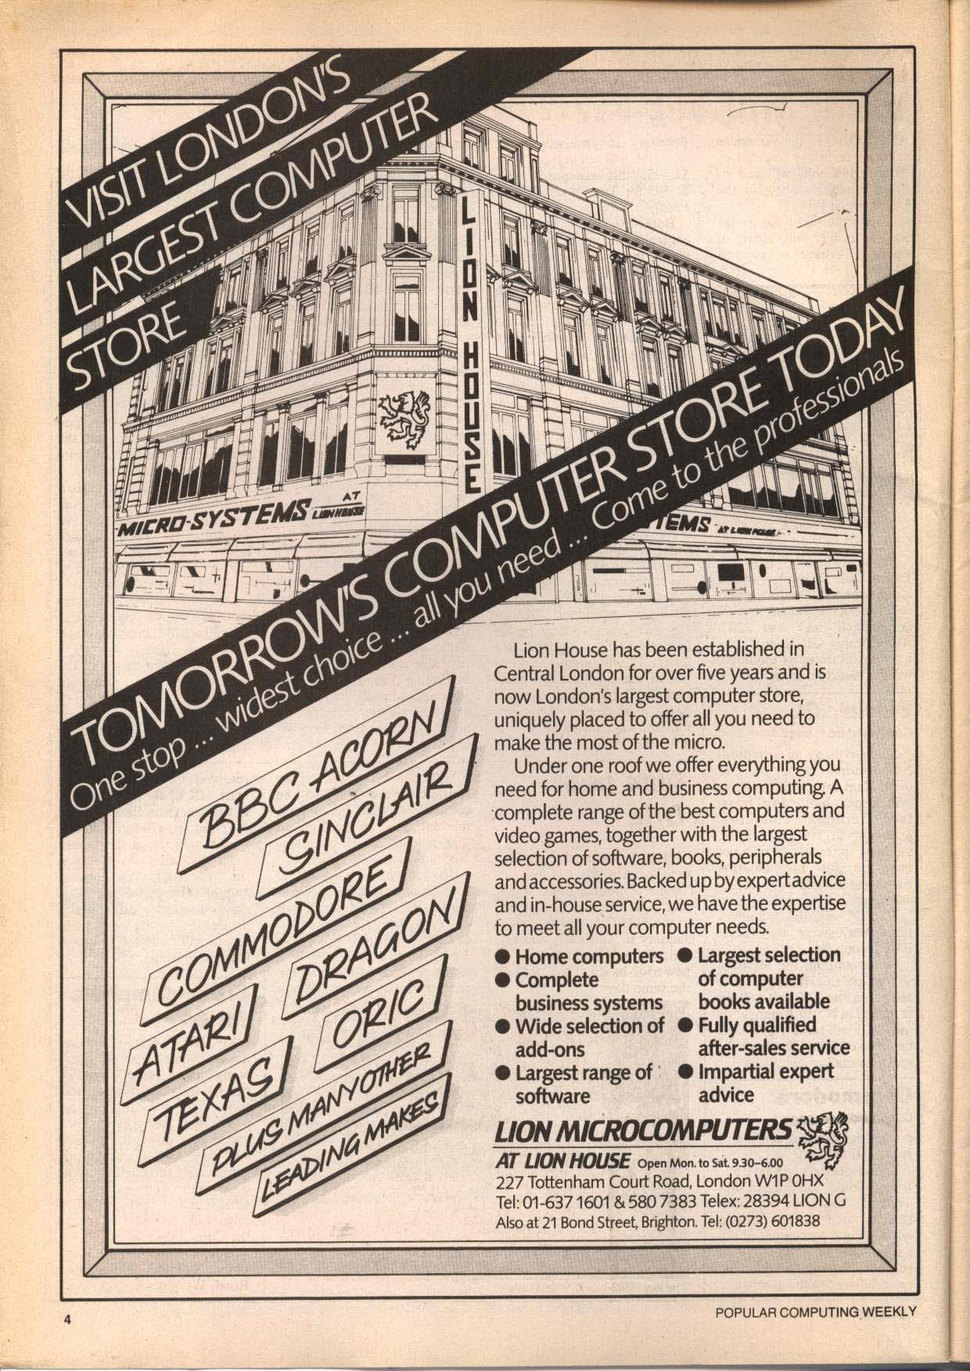 VISIT LONDON'S
LARGEST COMPUTER
STORE
LION HOUSE
MICRO-SYSTEMS AT LION HOUSE
TEMS AT LION HOUSE
TOMORROW'S COMPUTER STORE TODAY
One stop ... widest choice ... all you need ... Come to the professionals
BBC ACORN
SINCLAIR
COMMODORE
DRAGON
ATARI
ORIC
TEXAS
PLUS MANY OTHER
LEADING MAKES
Lion House has been established in
Central London for over five years and is
now London's largest computer store,
uniquely placed to offer all you need to
make the most of the micro.
Under one roof we offer everything you
need for home and business computing. A
complete range of the best computers and
video games, together with the largest
selection of software, books, peripherals
and accessories. Backed up by expert advice
and in-house service, we have the expertise
to meet all your computer needs.
● Home computers
● Complete
business systems
● Wide selection of
add-ons
● Largest range of
software
● Largest selection
of computer
books available
● Fully qualified
after-sales service
● Impartial expert
advice
LION MICROCOMPUTERS
AT LION HOUSE Open Mon. to Sat. 9.30–6.00
227 Tottenham Court Road, London W1P 0HX
Tel: 01-637 1601 & 580 7383 Telex: 28394 LION G
Also at 21 Bond Street, Brighton. Tel: (0273) 601838
4
POPULAR COMPUTING WEEKLY